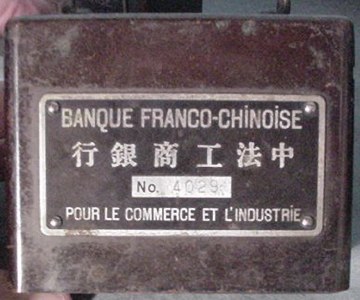 BANQUE FRANCO-CHINOISE
中法工商銀行
No. 4029
POUR LE COMMERCE ET L'INDUSTRIE